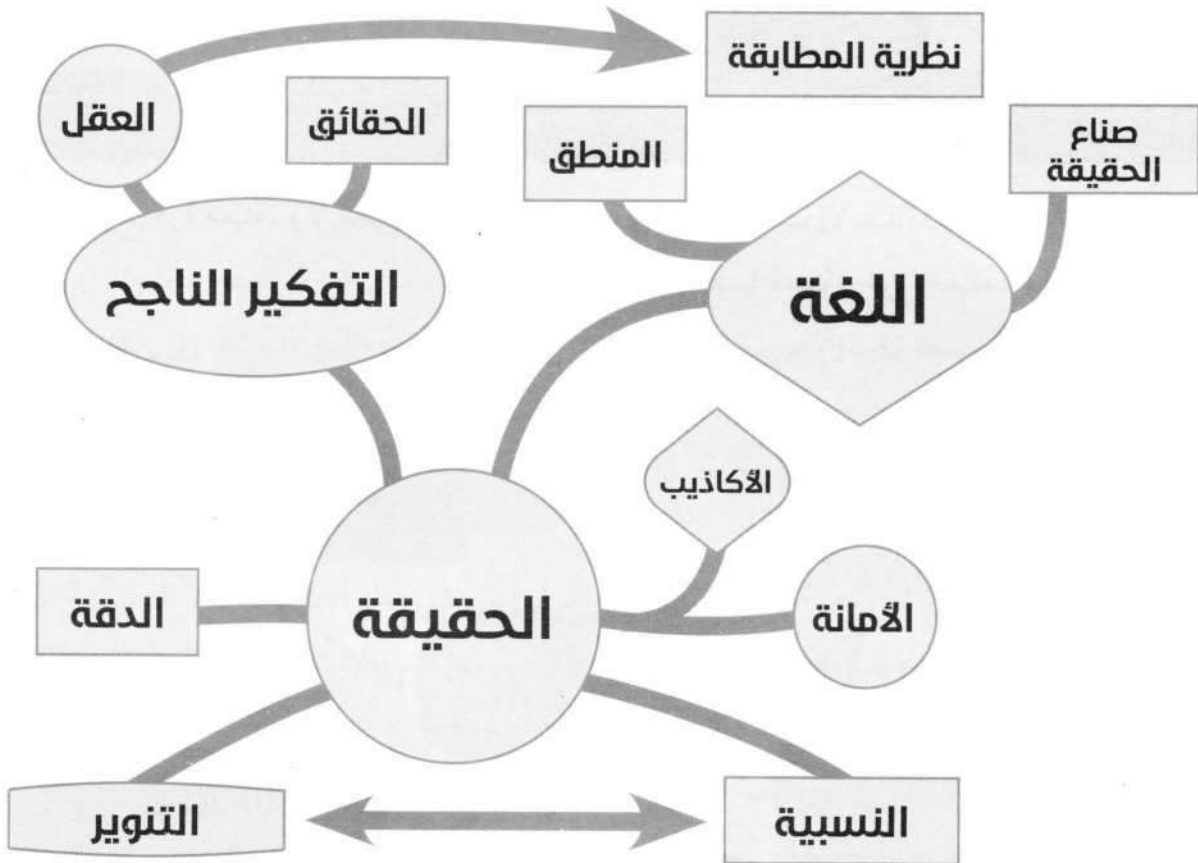 نظرية المطابقة
العقل
الحقائق
المنطق
صناع
الحقيقة
التفكير الناجح
اللغة
الأكاذيب
الدقة
الحقيقة
الأمانة
التنوير
النسبية